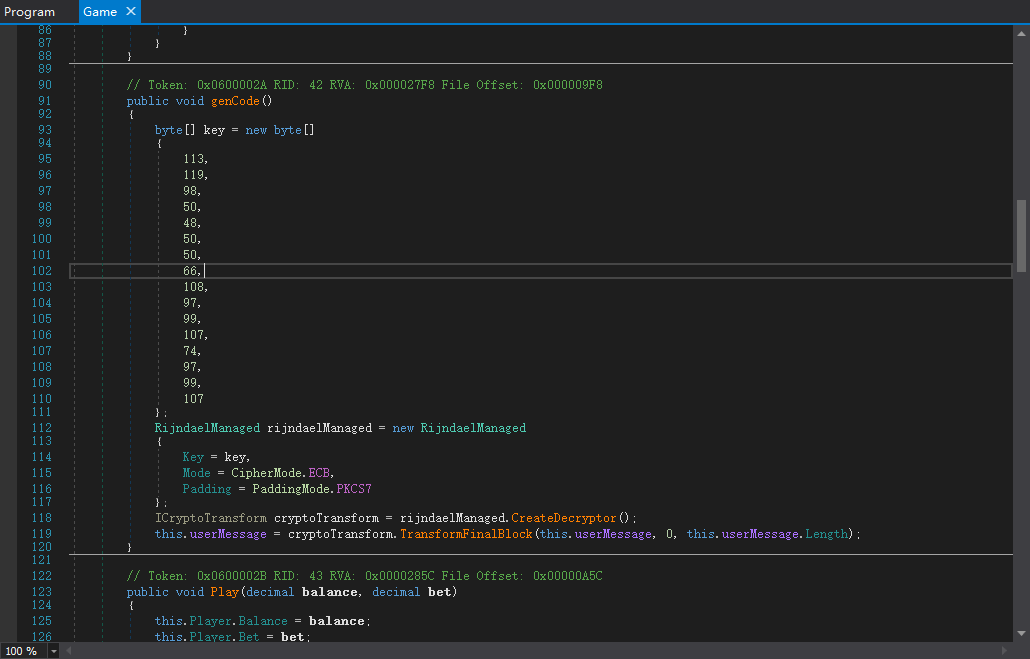 Program Game ✕
86 }
87 }
88 }
89
90 // Token: 0x0600002A RID: 42 RVA: 0x000027F8 File Offset: 0x000009F8
91 public void genCode()
92 {
93 byte[] key = new byte[]
94 {
95 113,
96 119,
97 98,
98 50,
99 48,
100 50,
101 50,
102 66,
103 108,
104 97,
105 99,
106 107,
107 74,
108 97,
109 99,
110 107
111 };
112 RijndaelManaged rijndaelManaged = new RijndaelManaged
113 {
114 Key = key,
115 Mode = CipherMode.ECB,
116 Padding = PaddingMode.PKCS7
117 };
118 ICryptoTransform cryptoTransform = rijndaelManaged.CreateDecryptor();
119 this.userMessage = cryptoTransform.TransformFinalBlock(this.userMessage, 0, this.userMessage.Length);
120 }
121
122 // Token: 0x0600002B RID: 43 RVA: 0x0000285C File Offset: 0x00000A5C
123 public void Play(decimal balance, decimal bet)
124 {
125 this.Player.Balance = balance;
126 this.Player.Bet = bet;
100 %